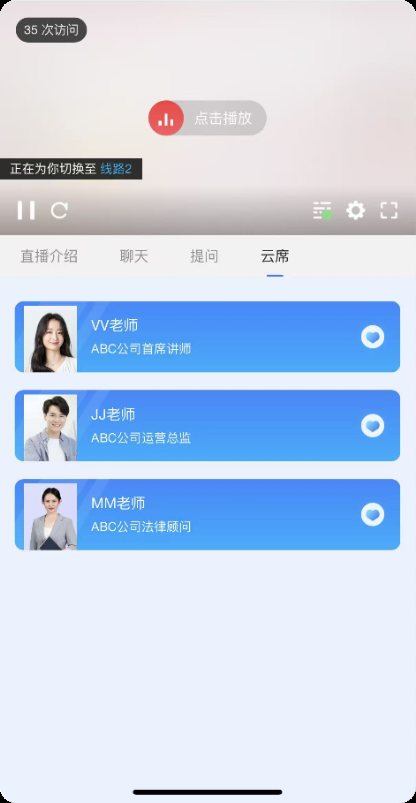 35 次访问
点击播放
正在为你切换至 线路2
直播介绍 聊天 提问 云席
VV老师
ABC公司首席讲师
JJ老师
ABC公司运营总监
MM老师
ABC公司法律顾问